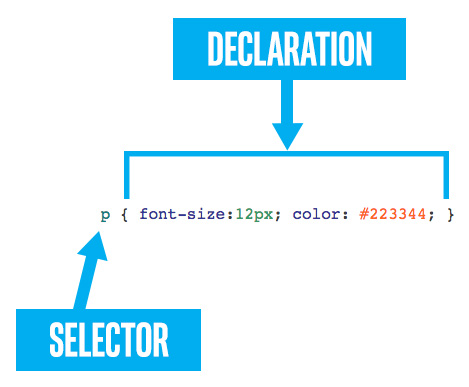 DECLARATION
p { font-size:12px; color: #223344; }
SELECTOR